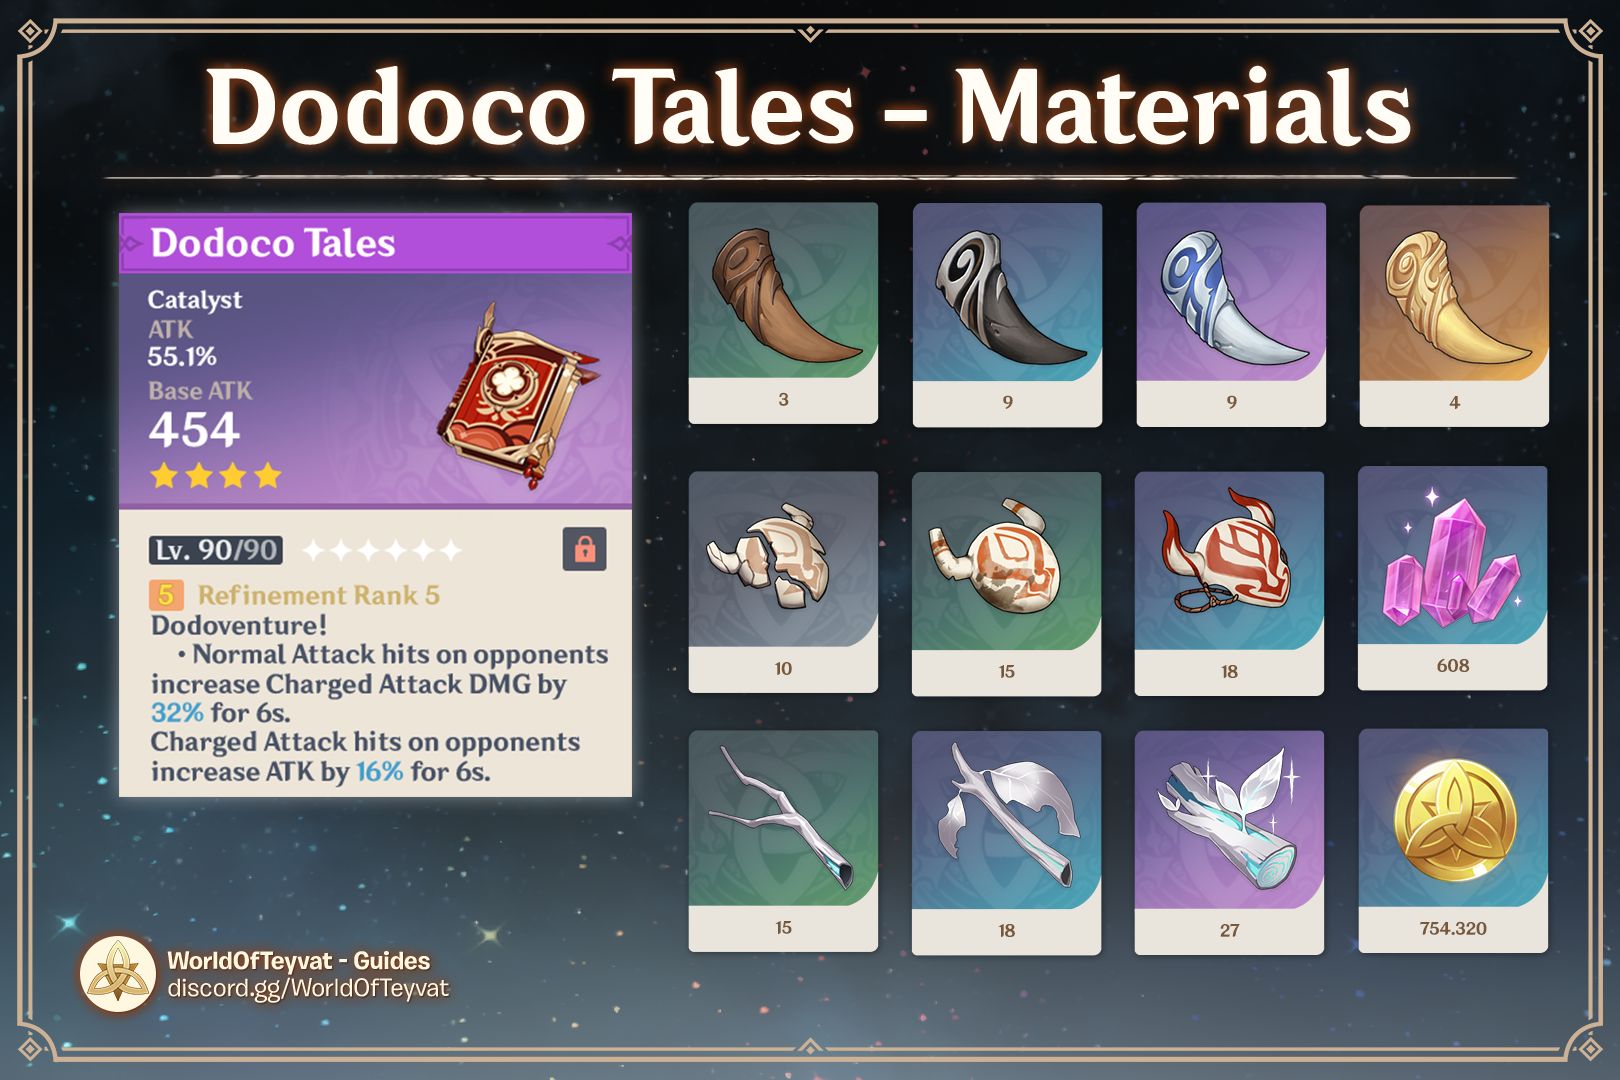 Dodoco Tales - Materials
Dodoco Tales
Catalyst
ATK
55.1%
Base ATK
454
Lv. 90/90
5 Refinement Rank 5
Dodoventure!
• Normal Attack hits on opponents
increase Charged Attack DMG by
32% for 6s.
Charged Attack hits on opponents
increase ATK by 16% for 6s.
3
9
9
4
10
15
18
608
15
18
27
754.320
WorldOfTeyvat - Guides
discord.gg/WorldOfTeyvat